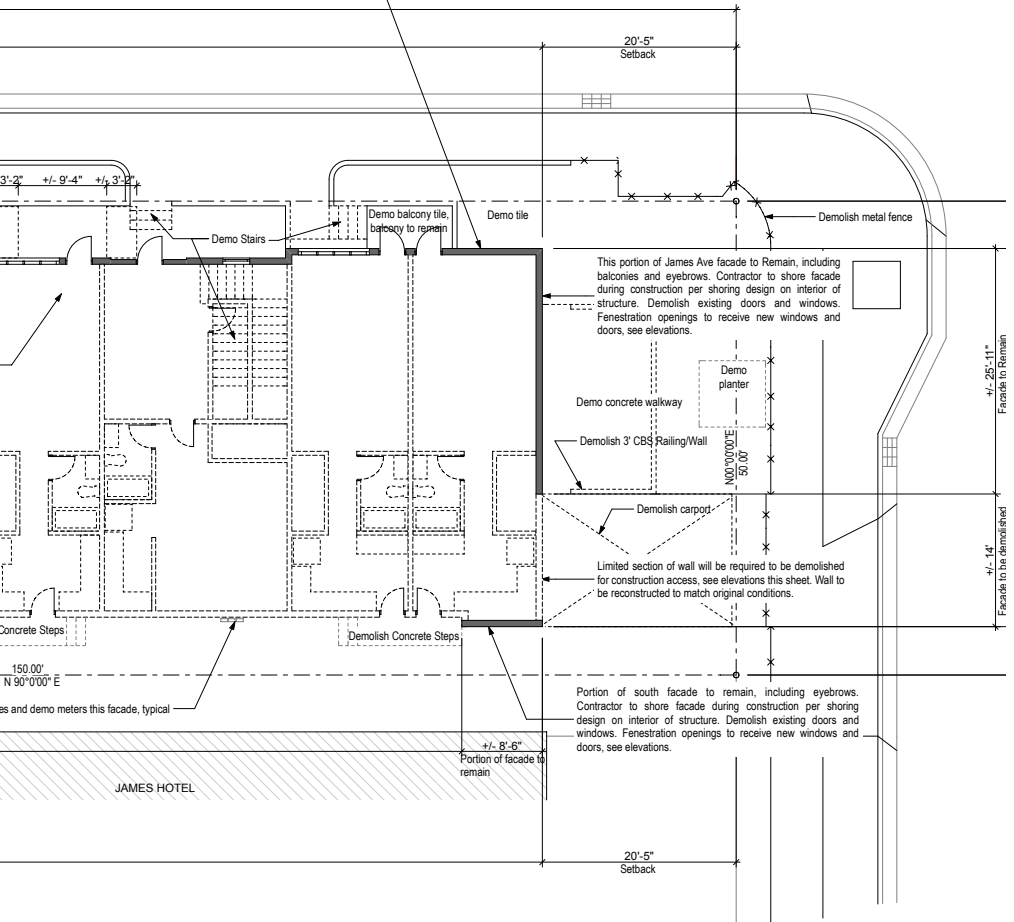 20'-5"
Setback
3'-2"
+/- 9'-4"
+/- 3'-2"
Demo balcony tile,
balcony to remain
Demo tile
Demo Stairs
Demolish metal fence
This portion of James Ave facade to Remain, including
balconies and eyebrows. Contractor to shore facade
during construction per shoring design on interior of
structure. Demolish existing doors and windows.
Fenestration openings to receive new windows and
doors, see elevations.
+/- 25'-11"
Facade to Remain
Demo
planter
Demo concrete walkway
Demolish 3' CBS Railing/Wall
N00°00'00"E
50.00'
Demolish carport
Limited section of wall will be required to be demolished
for construction access, see elevations this sheet. Wall to
be reconstructed to match original conditions.
+/- 14'
Facade to be demolished
Concrete Steps
Demolish Concrete Steps
150.00'
N 90°0'00" E
es and demo meters this facade, typical
Portion of south facade to remain, including eyebrows.
Contractor to shore facade during construction per shoring
design on interior of structure. Demolish existing doors and
windows. Fenestration openings to receive new windows and
doors, see elevations.
+/- 8'-6"
Portion of facade to
remain
JAMES HOTEL
20'-5"
Setback